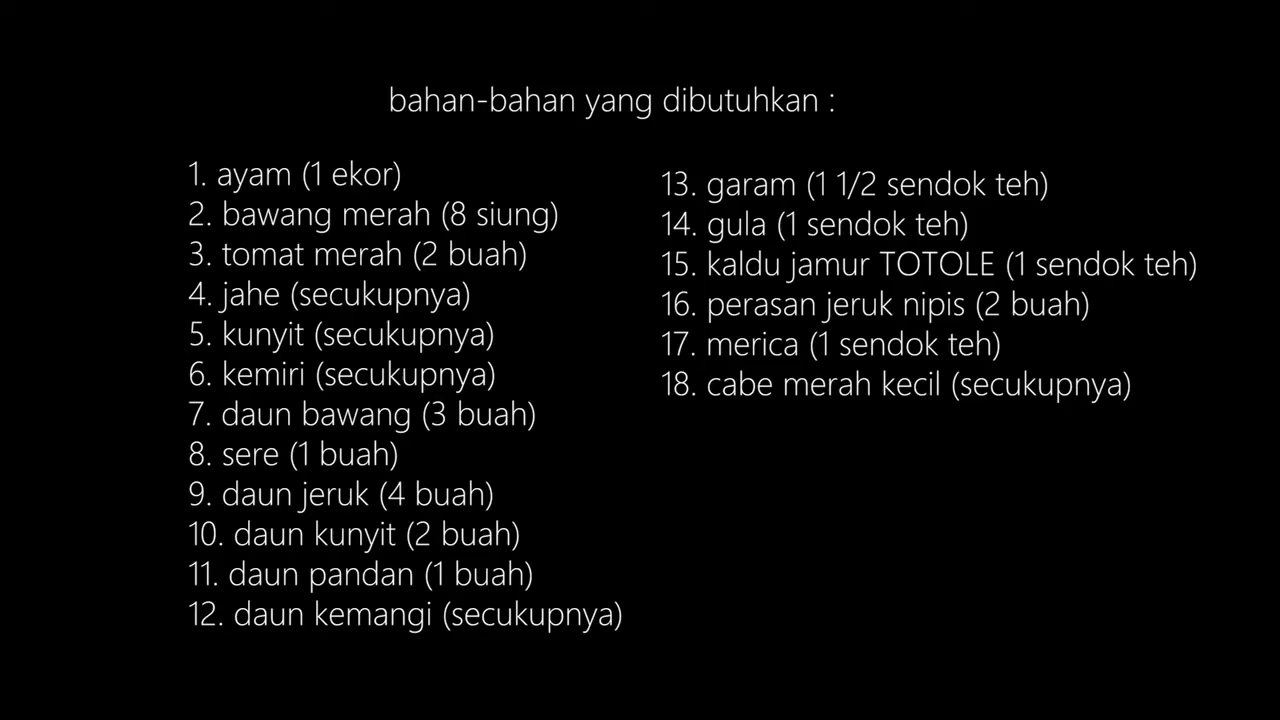 bahan-bahan yang dibutuhkan :
1. ayam (1 ekor)
2. bawang merah (8 siung)
3. tomat merah (2 buah)
4. jahe (secukupnya)
5. kunyit (secukupnya)
6. kemiri (secukupnya)
7. daun bawang (3 buah)
8. sere (1 buah)
9. daun jeruk (4 buah)
10. daun kunyit (2 buah)
11. daun pandan (1 buah)
12. daun kemangi (secukupnya)
13. garam (1 1/2 sendok teh)
14. gula (1 sendok teh)
15. kaldu jamur TOTOLE (1 sendok teh)
16. perasan jeruk nipis (2 buah)
17. merica (1 sendok teh)
18. cabe merah kecil (secukupnya)